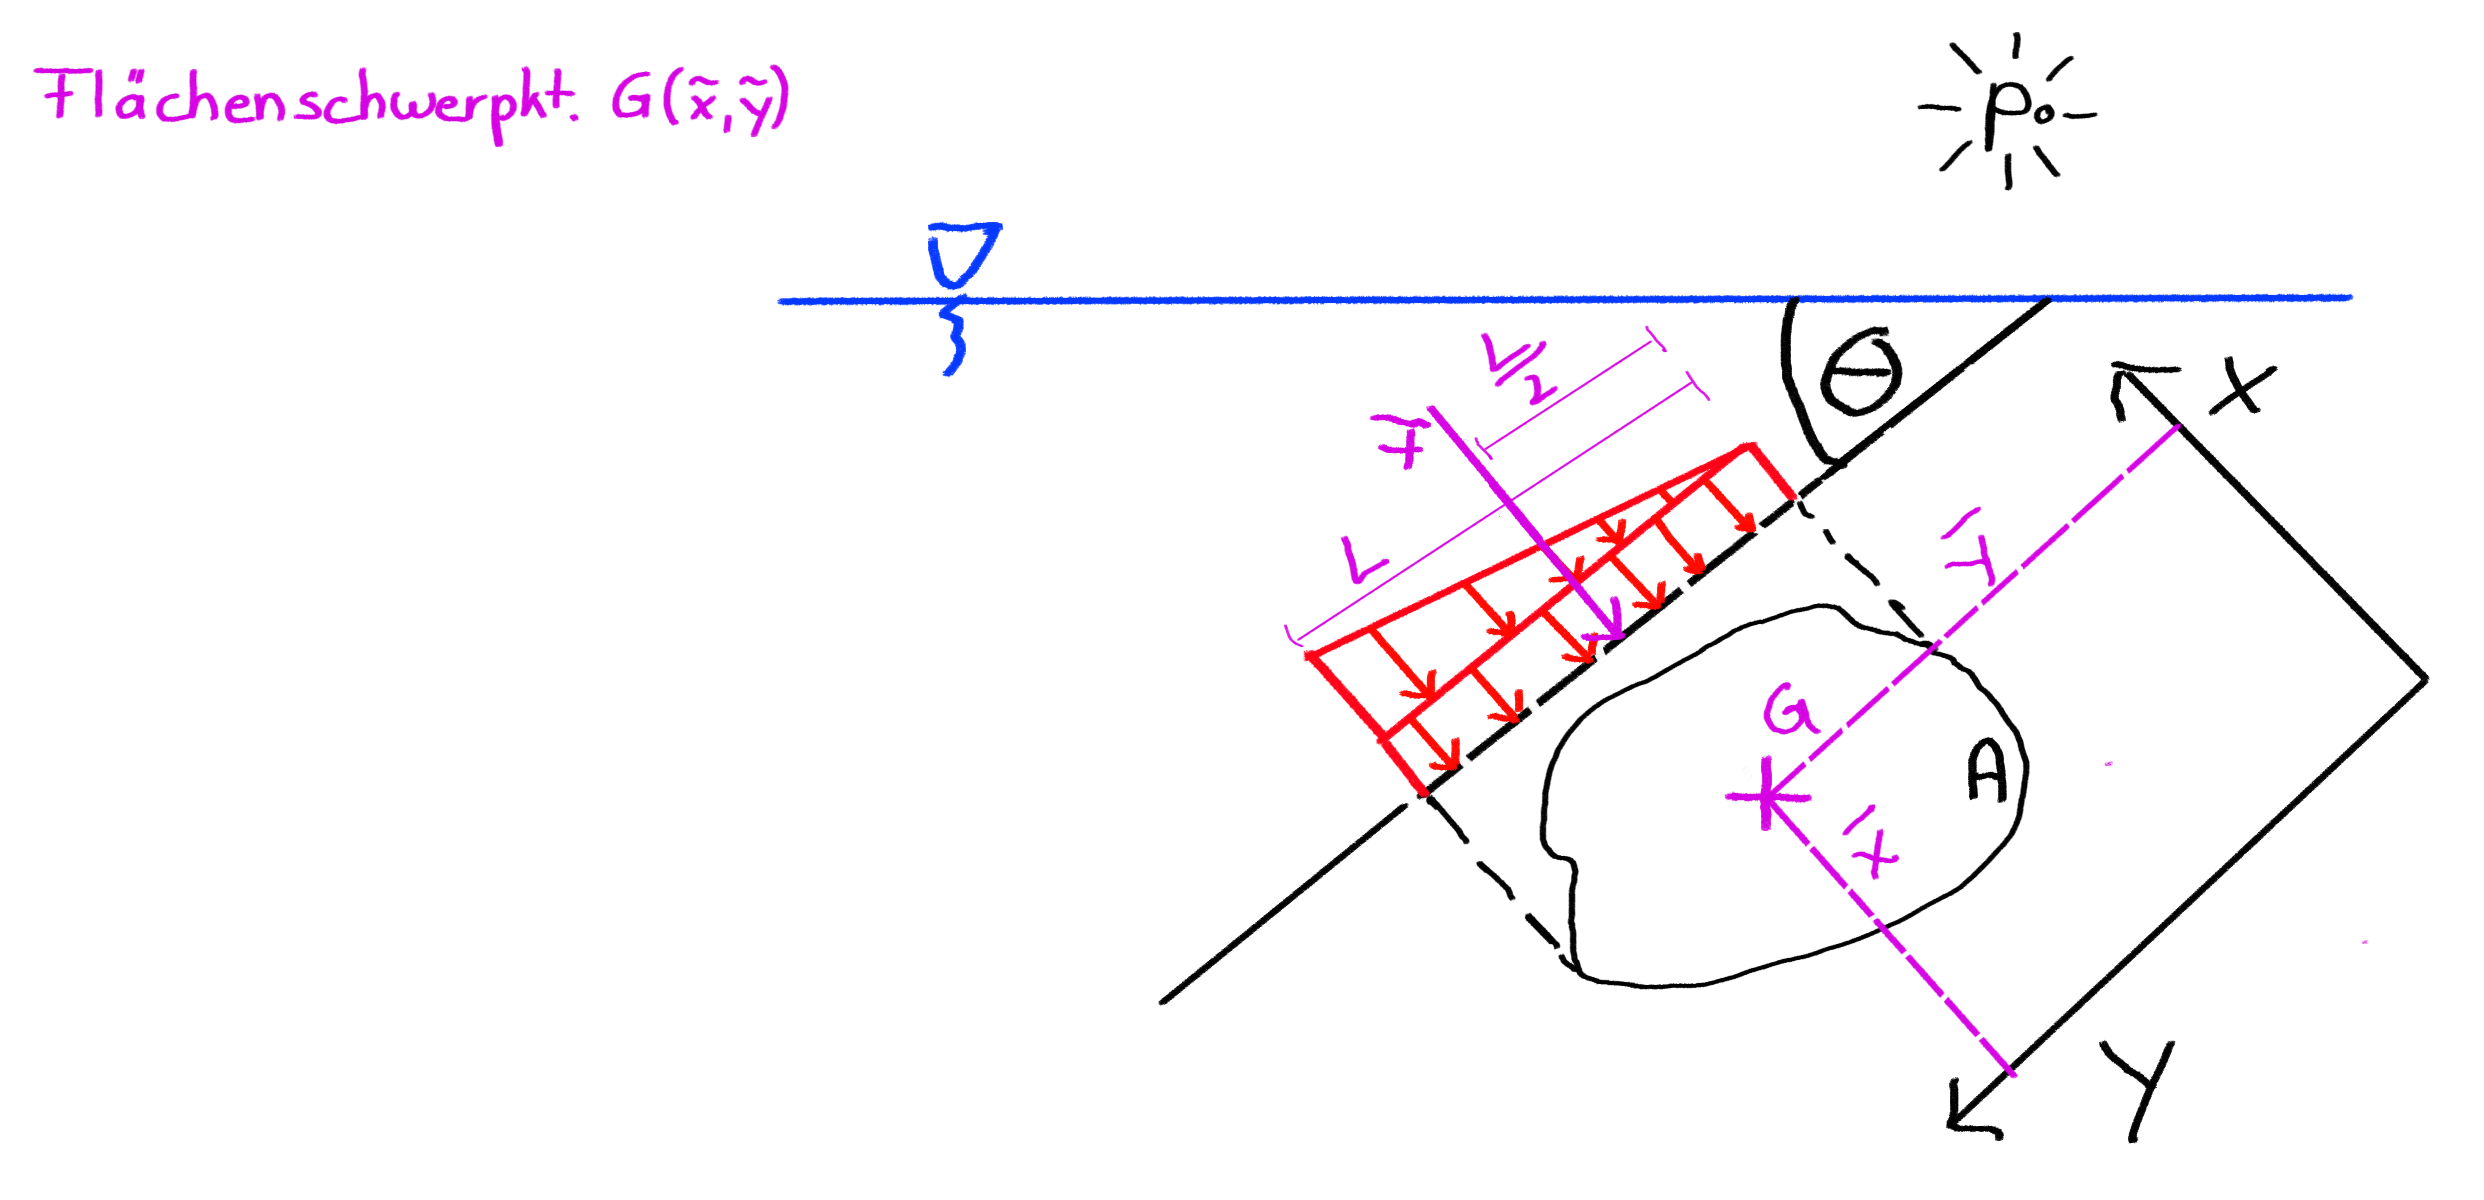 Flächenschwerpkt. G(x̃,ỹ)
p₀
θ
x
L/2
F
L
ỹ
G
A
x̃
y